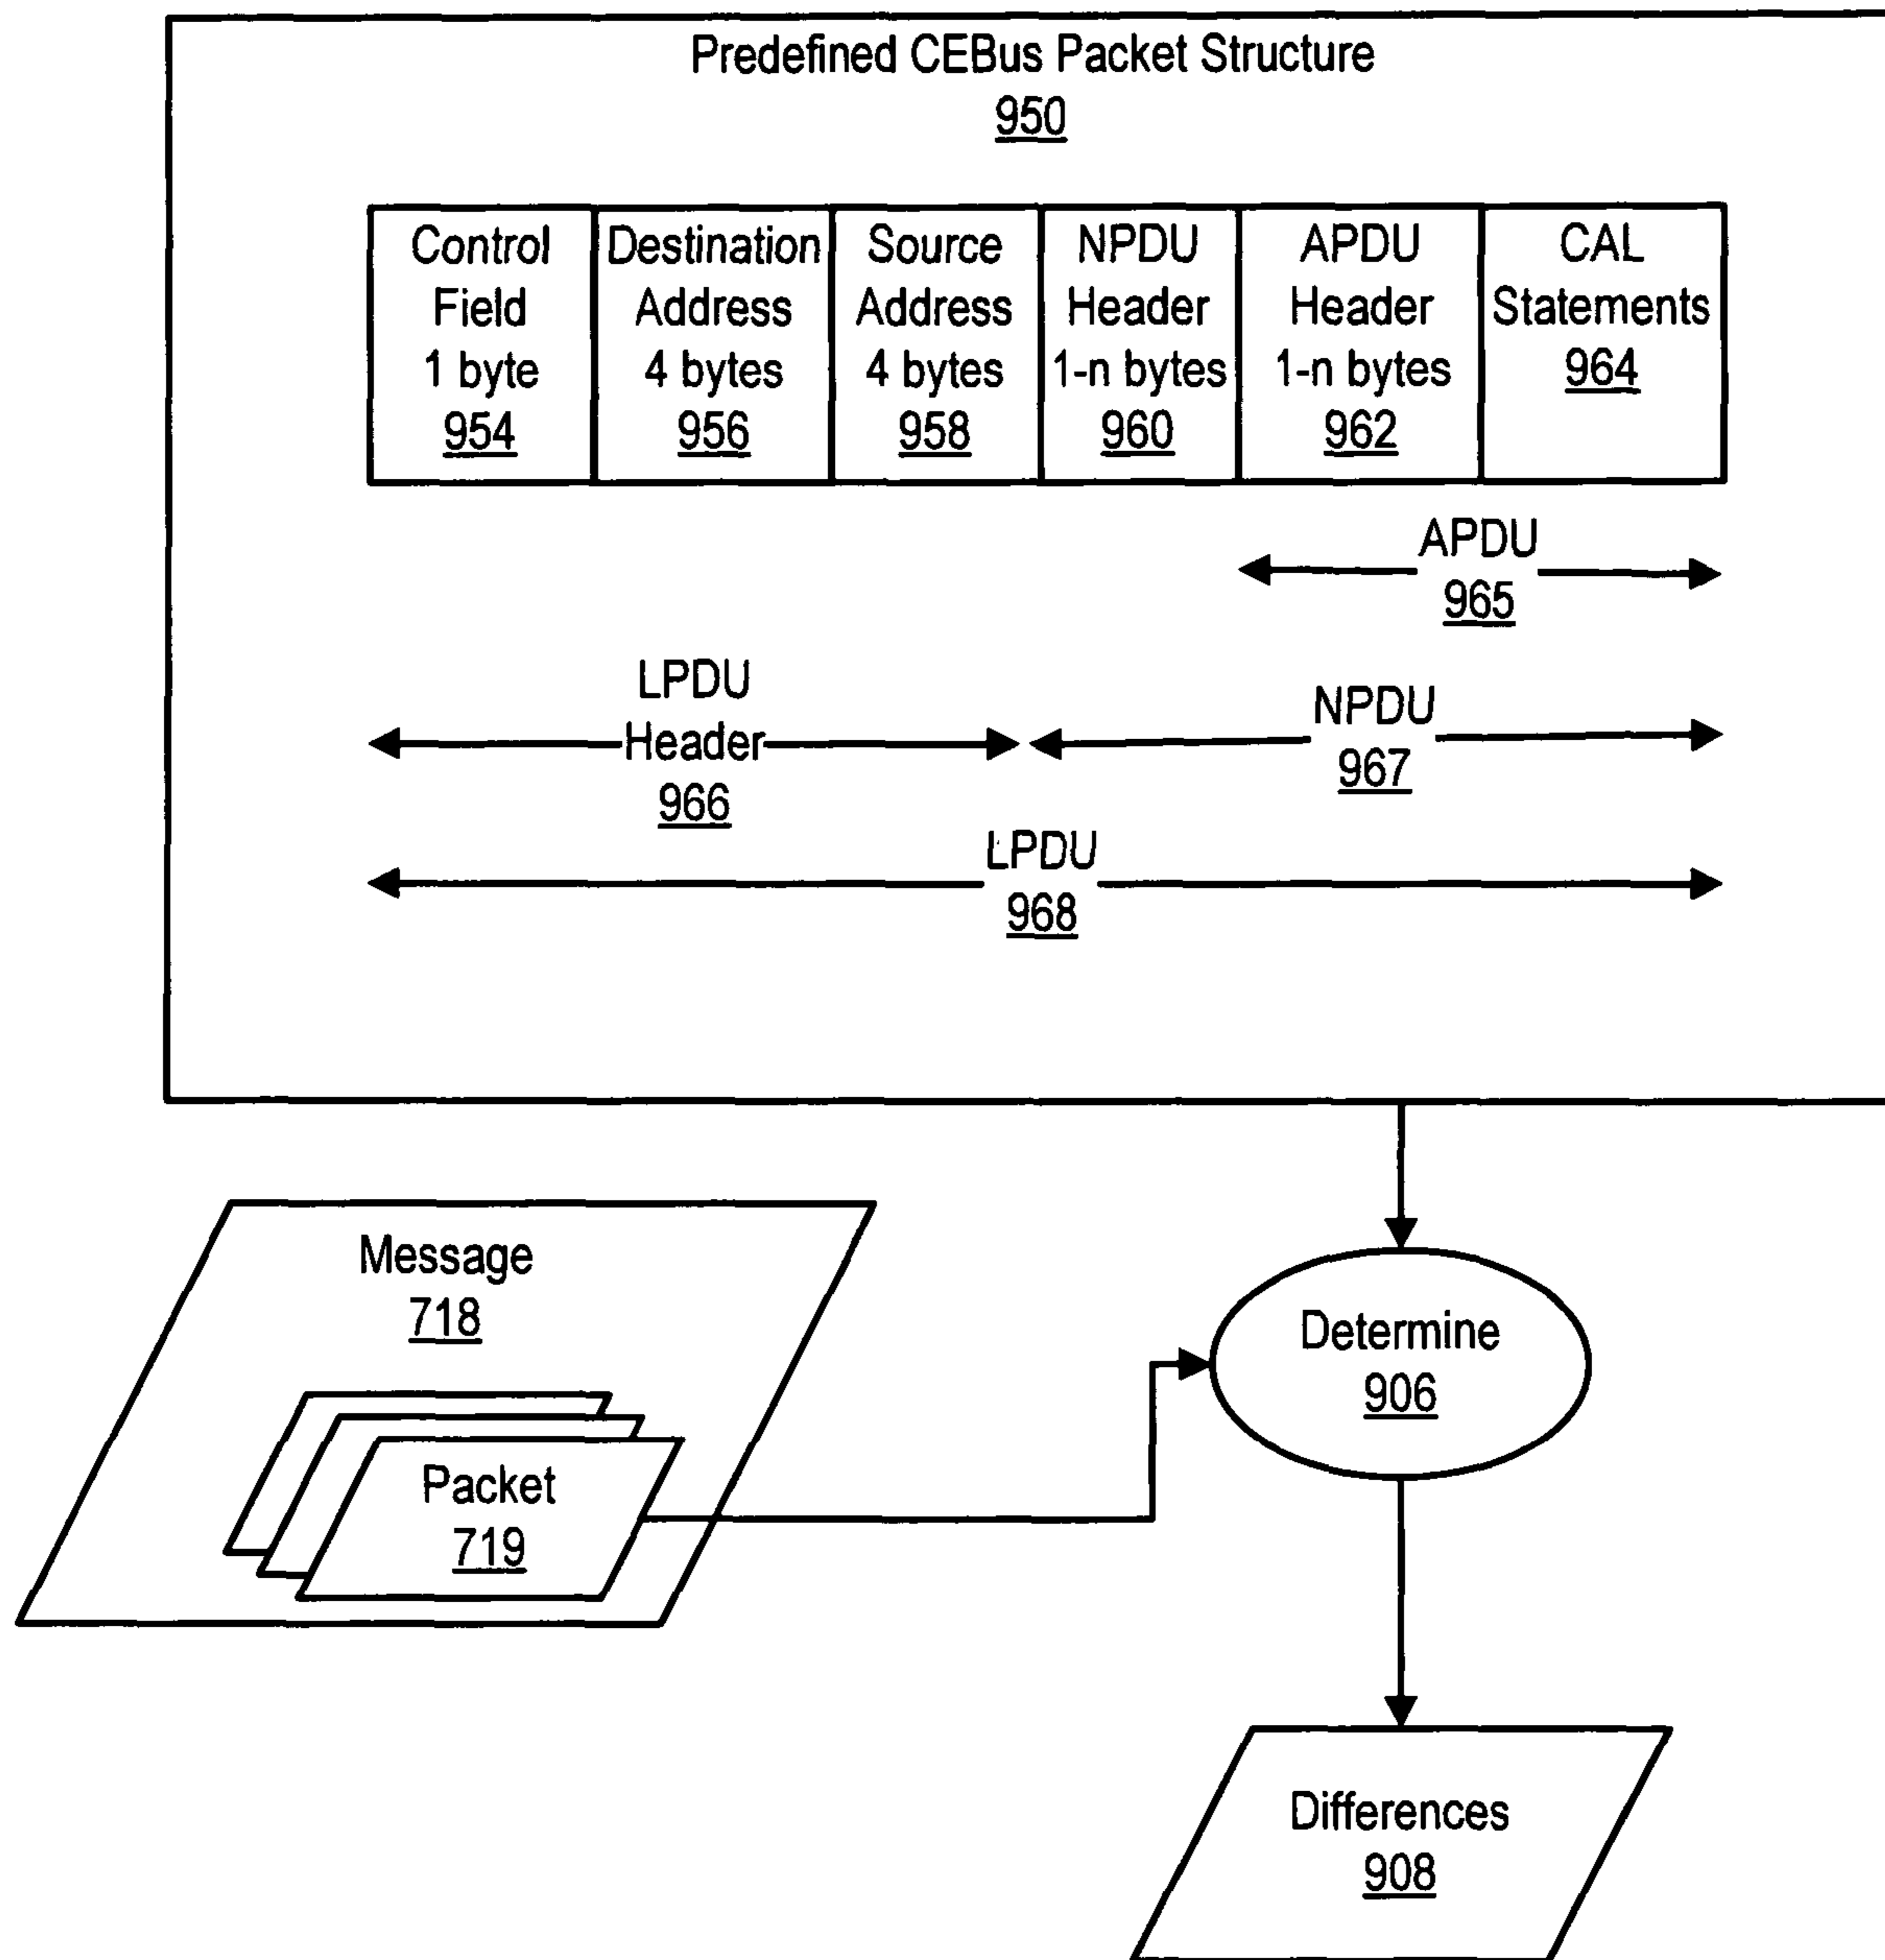 Predefined CEBus Packet Structure
950
Control
Field
1 byte
954
Destination
Address
4 bytes
956
Source
Address
4 bytes
958
NPDU
Header
1-n bytes
960
APDU
Header
1-n bytes
962
CAL
Statements
964
APDU
965
LPDU
Header
966
NPDU
967
LPDU
968
Message
718
Packet
719
Determine
906
Differences
908